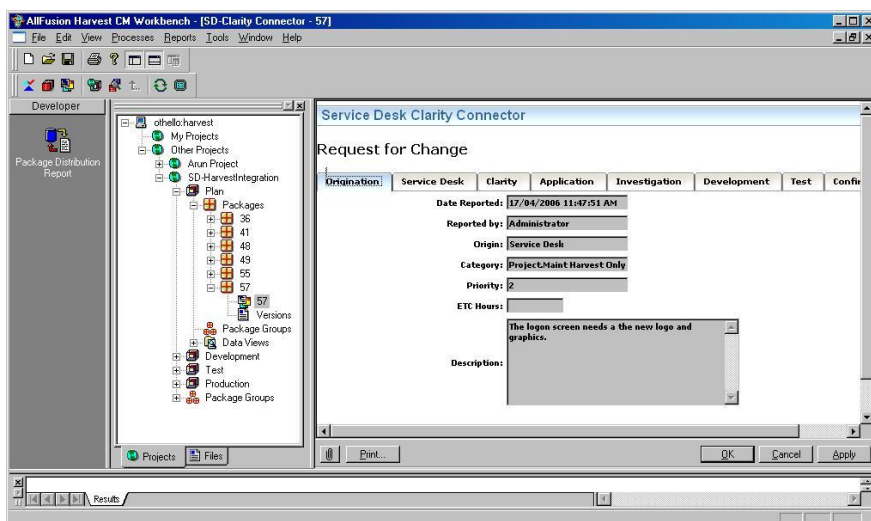 AllFusion Harvest CM Workbench - [SD-Clarity Connector - 57]
File Edit View Processes Reports Tools Window Help
Developer
Package Distribution
Report
othello:harvest
My Projects
Other Projects
Arun Project
SD-HarvestIntegration
Plan
Packages
36
41
48
49
55
57
57
Versions
Package Groups
Data Views
Development
Test
Production
Package Groups
Projects Files
Service Desk Clarity Connector
Request for Change
Origination Service Desk Clarity Application Investigation Development Test Confir
Date Reported: 17/04/2006 11:47:51 AM
Reported by: Administrator
Origin: Service Desk
Category: Project.Maint Harvest Only
Priority: 2
ETC Hours:
Description: The logon screen needs a the new logo and
graphics.
Print... OK Cancel Apply
Results